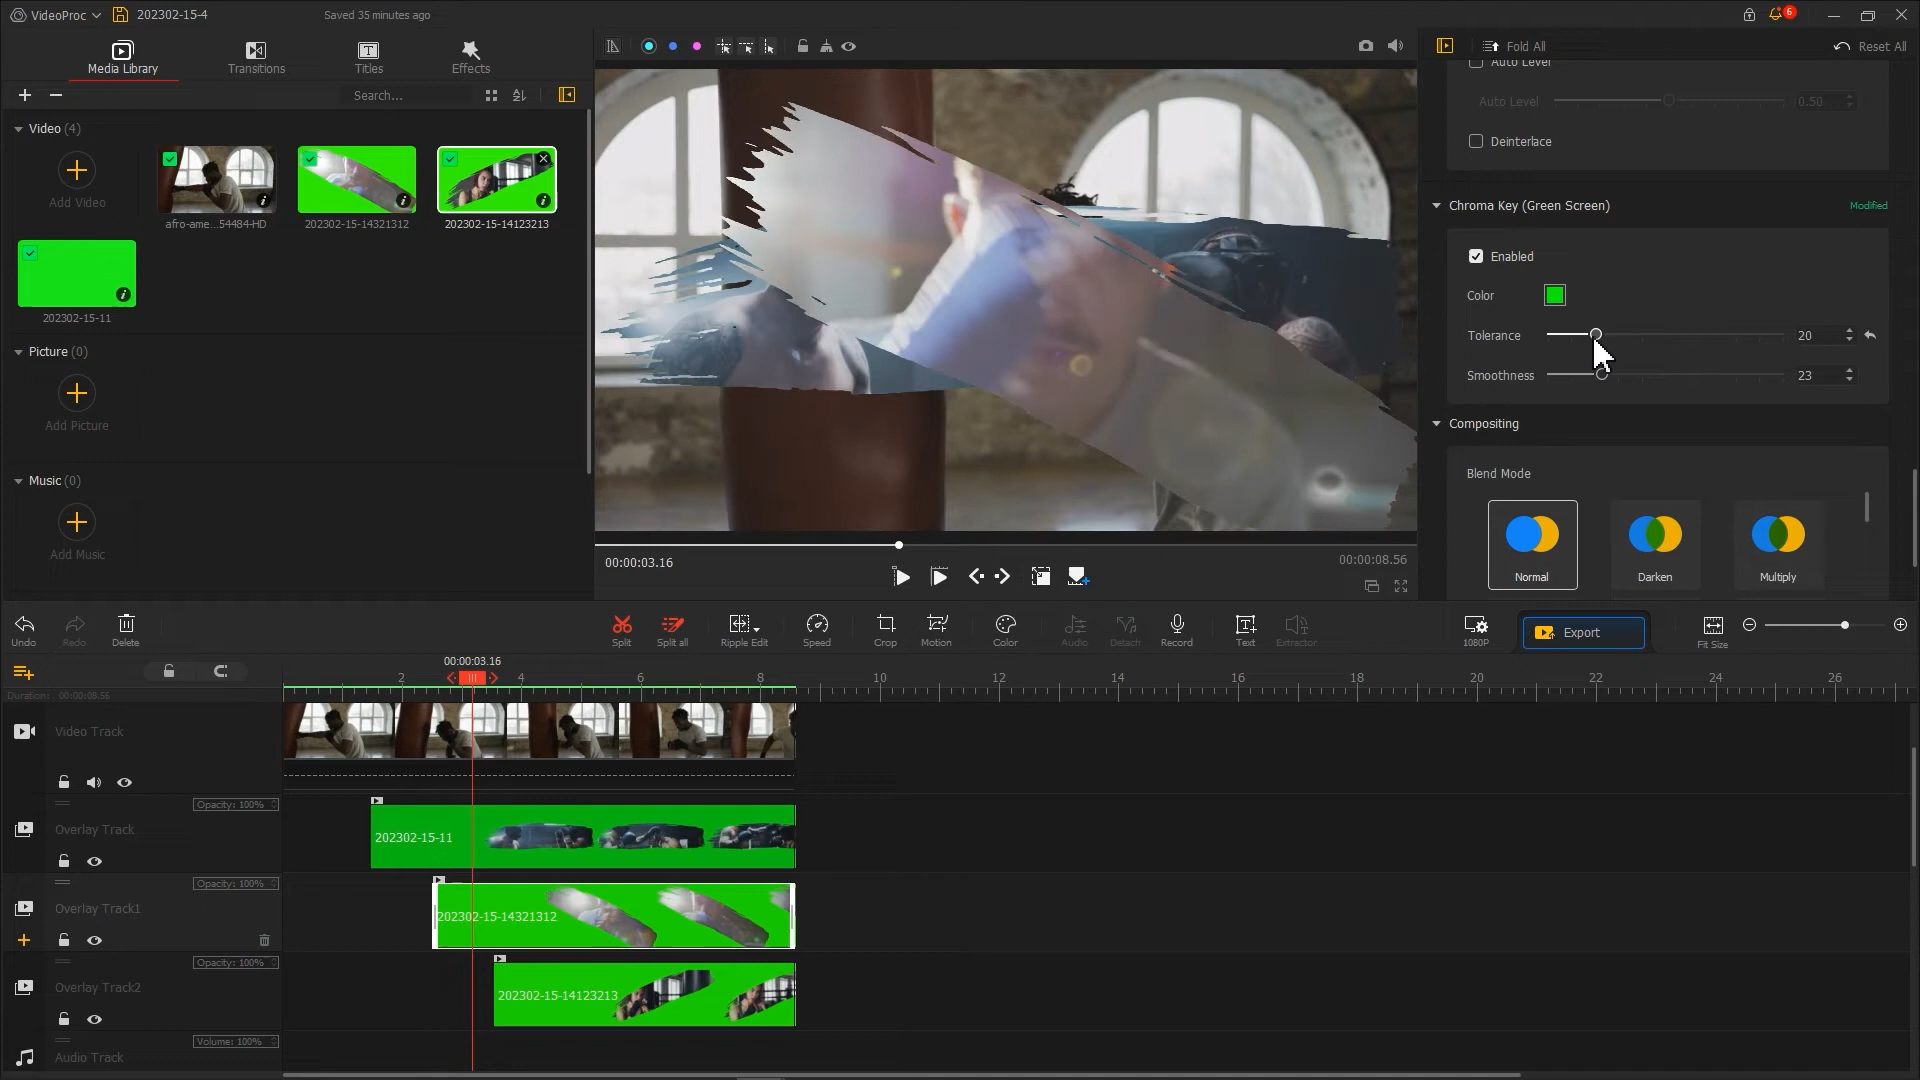 VideoProc
202302-15-4
Saved 35 minutes ago
6
Media Library
Transitions
Titles
Effects
Fold All
Reset All
Search...
Auto Level
Auto Level
0.50
Deinterlace
Video (4)
Add Video
afro-ame...54484-HD
202302-15-14321312
202302-15-14123213
202302-15-11
Picture (0)
Add Picture
Music (0)
Add Music
Chroma Key (Green Screen)
Modified
Enabled
Color
Tolerance
20
Smoothness
23
Compositing
Blend Mode
Normal
Darken
Multiply
00:00:03.16
00:00:08.56
Undo
Redo
Delete
Split
Split all
Ripple Edit
Speed
Crop
Motion
Color
Audio
Detach
Record
Text
Extractor
1080P
Export
Fit Size
00:00:03.16
2
4
6
8
10
12
14
16
18
20
22
24
26
Duration: 00:00:08.56
Video Track
Opacity: 100%
Overlay Track
202302-15-11
Opacity: 100%
Overlay Track1
202302-15-14321312
Opacity: 100%
Overlay Track2
202302-15-14123213
Volume: 100%
Audio Track